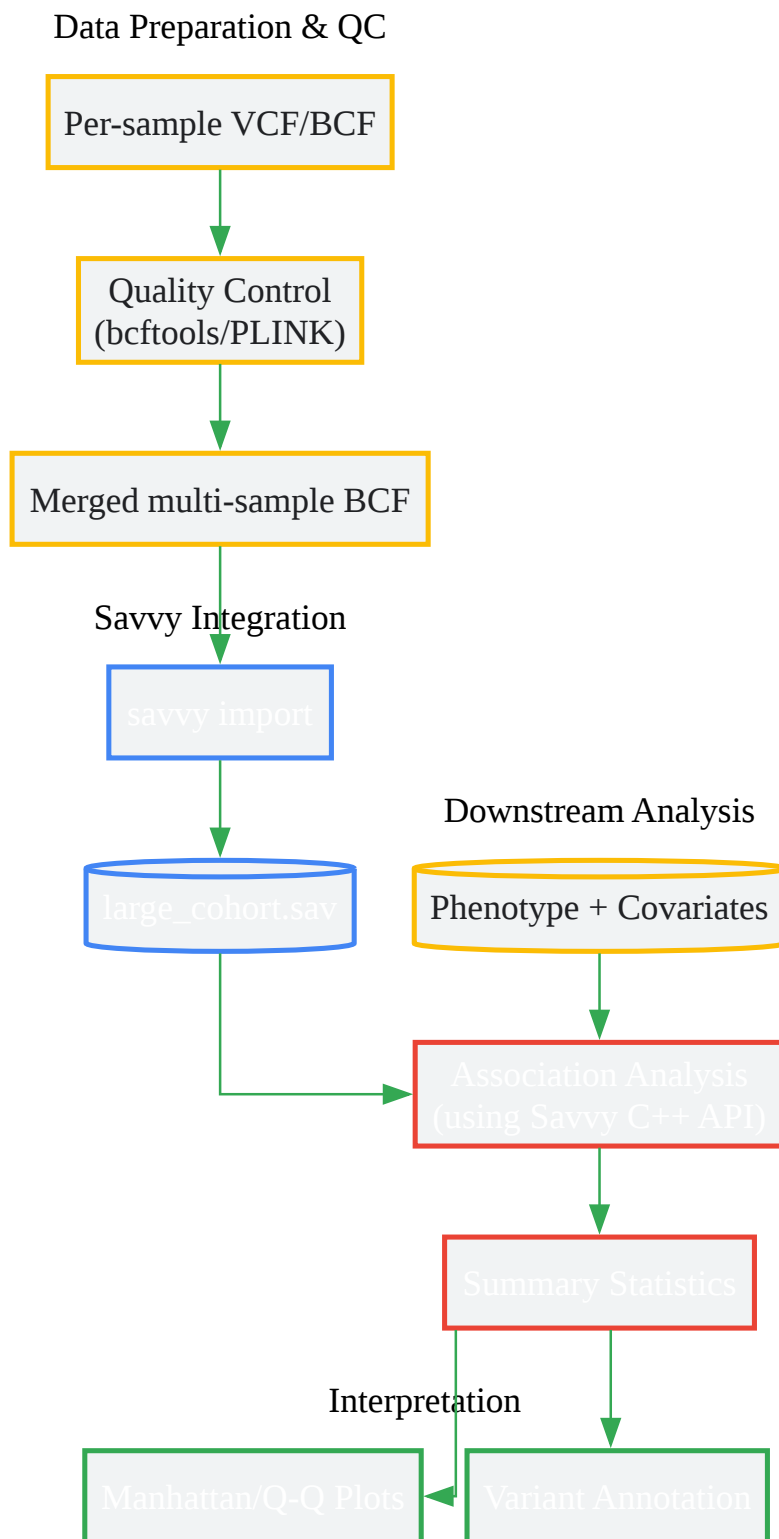 Data Preparation & QC
Per-sample VCF/BCF
Quality Control
(bcftools/PLINK)
Merged multi-sample BCF
Savvy Integration
savvy import
large_cohort.sav
Downstream Analysis
Phenotype + Covariates
Association Analysis
(using Savvy C++ API)
Summary Statistics
Interpretation
Manhattan/Q-Q Plots
Variant Annotation